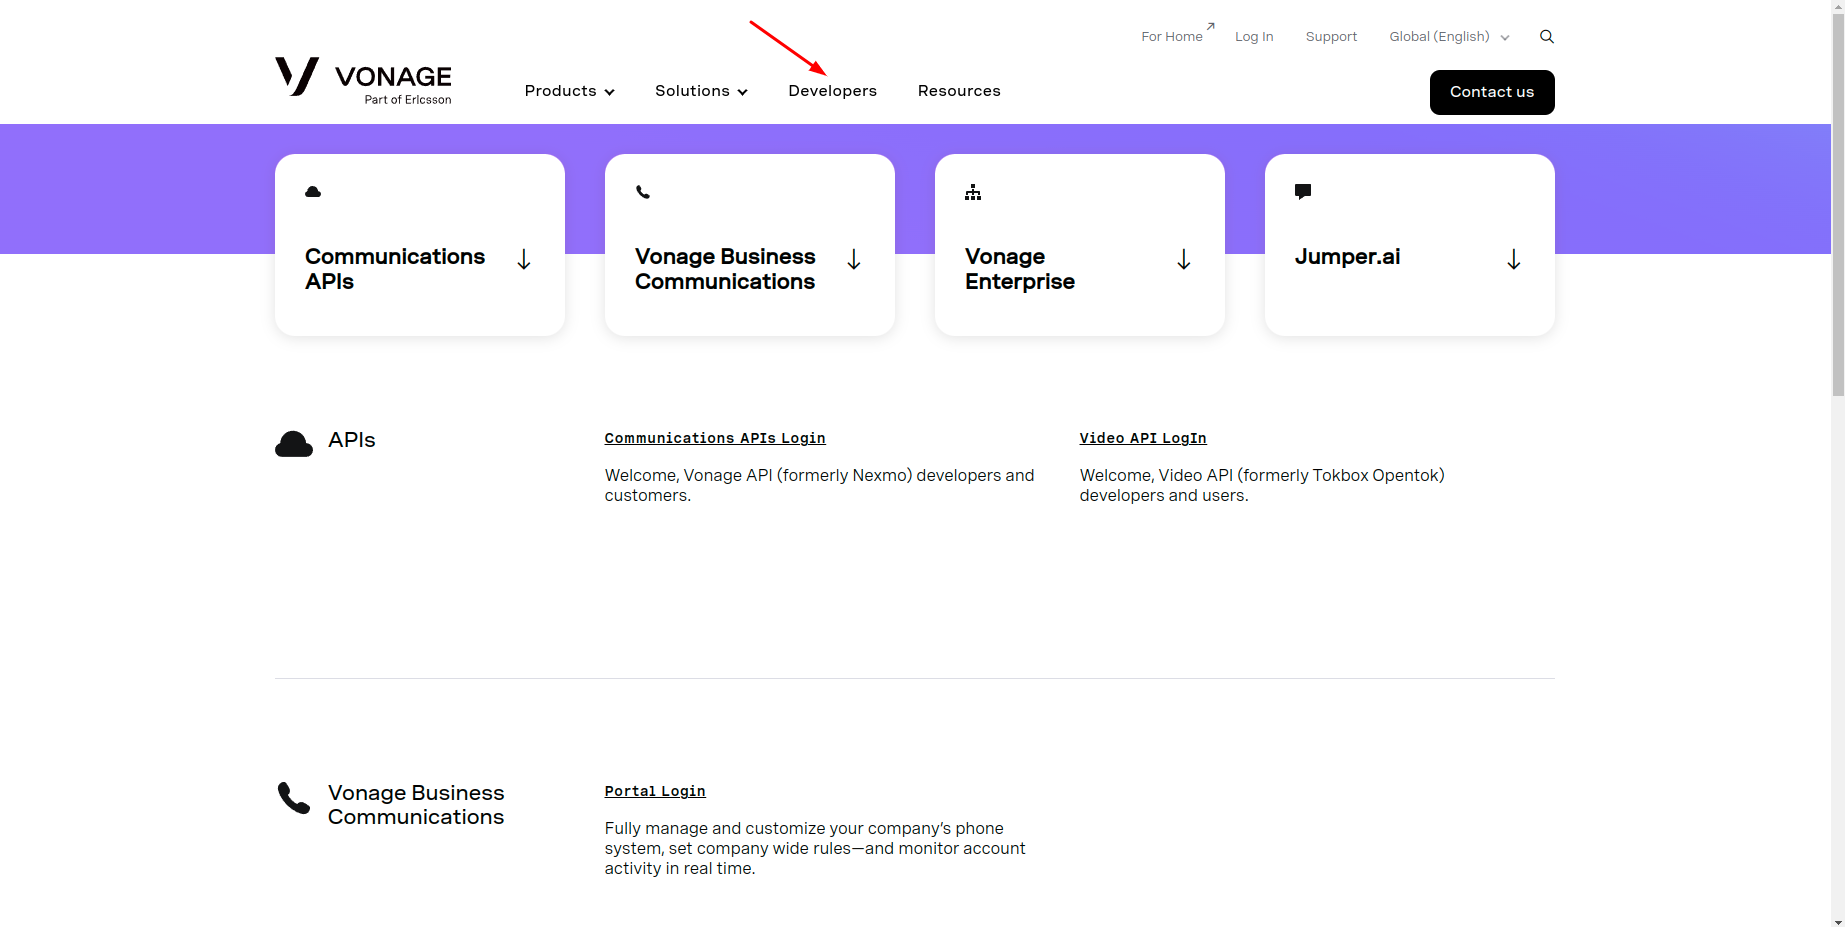 For Home Log In Support Global (English)
VONAGE
Part of Ericsson
Products Solutions Developers Resources
Contact us
Communications
APIs
Vonage Business
Communications
Vonage
Enterprise
Jumper.ai
APIs
Communications APIs Login
Welcome, Vonage API (formerly Nexmo) developers and
customers.
Video API LogIn
Welcome, Video API (formerly Tokbox Opentok)
developers and users.
Vonage Business
Communications
Portal Login
Fully manage and customize your company’s phone
system, set company wide rules—and monitor account
activity in real time.